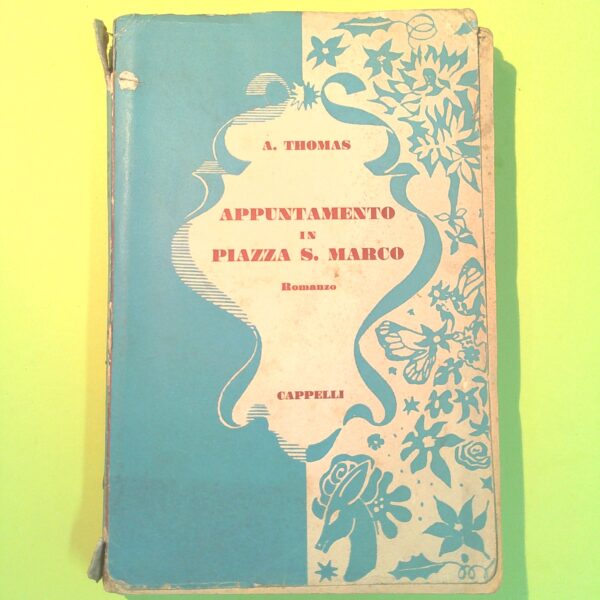 A. THOMAS
APPUNTAMENTO
IN
PIAZZA S. MARCO
Romanzo
CAPPELLI